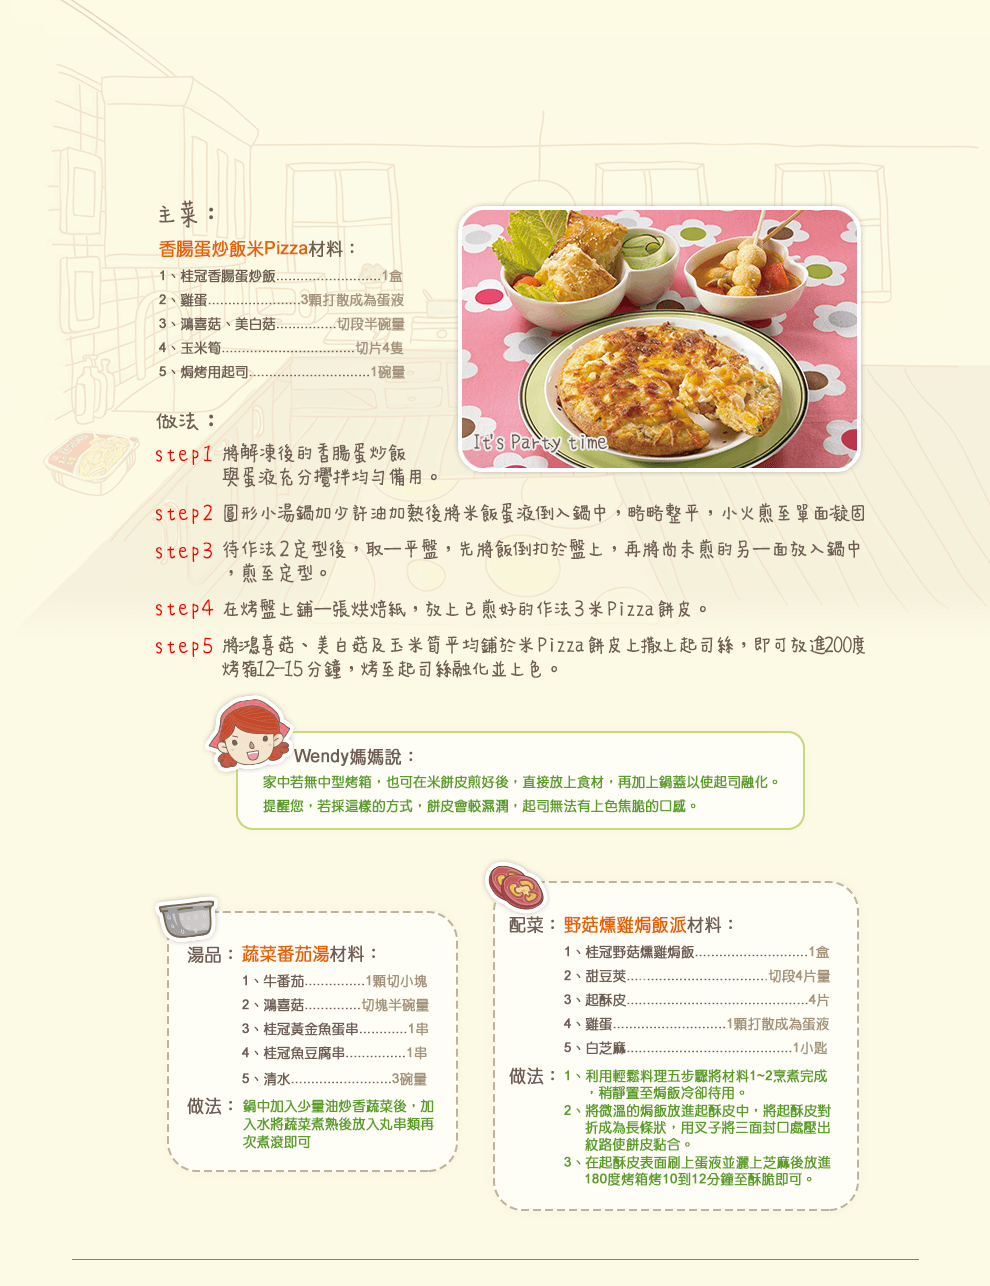 主菜：
香腸蛋炒飯米Pizza材料：
1、桂冠香腸蛋炒飯..........................1盒
2、雞蛋.......................3顆打散成為蛋液
3、鴻喜菇、美白菇...............切段半碗量
4、玉米筍.................................切片4隻
5、焗烤用起司..............................1碗量
It's Party time
做法：
step1 將解凍後的香腸蛋炒飯
與蛋液充分攪拌均勻備用。
step2 圓形小湯鍋加少許油加熱後將米飯蛋液倒入鍋中，略略整平，小火煎至單面凝固
step3 待作法2定型後，取一平盤，先將飯倒扣於盤上，再將尚未煎的另一面放入鍋中
，煎至定型。
step4 在烤盤上鋪一張烘焙紙，放上已煎好的作法3米Pizza餅皮。
step5 將鴻喜菇、美白菇及玉米筍平均鋪於米Pizza餅皮上撒上起司絲，即可放進200度
烤箱12-15分鐘，烤至起司絲融化並上色。
Wendy媽媽說：
家中若無中型烤箱，也可在米餅皮煎好後，直接放上食材，再加上鍋蓋以使起司融化。
提醒您，若採這樣的方式，餅皮會較濕潤，起司無法有上色焦脆的口感。
湯品：蔬菜番茄湯材料：
1、牛番茄...............1顆切小塊
2、鴻喜菇..............切塊半碗量
3、桂冠黃金魚蛋串............1串
4、桂冠魚豆腐串...............1串
5、清水.........................3碗量
做法：鍋中加入少量油炒香蔬菜後，加
入水將蔬菜煮熟後放入丸串類再
次煮滾即可
配菜：野菇燻雞焗飯派材料：
1、桂冠野菇燻雞焗飯............................1盒
2、甜豆莢...................................切段4片量
3、起酥皮.............................................4片
4、雞蛋............................1顆打散成為蛋液
5、白芝麻.........................................1小匙
做法：1、利用輕鬆料理五步驟將材料1~2烹煮完成
，稍靜置至焗飯冷卻待用。
2、將微溫的焗飯放進起酥皮中，將起酥皮對
折成為長條狀，用叉子將三面封口處壓出
紋路使餅皮黏合。
3、在起酥皮表面刷上蛋液並灑上芝麻後放進
180度烤箱烤10到12分鐘至酥脆即可。